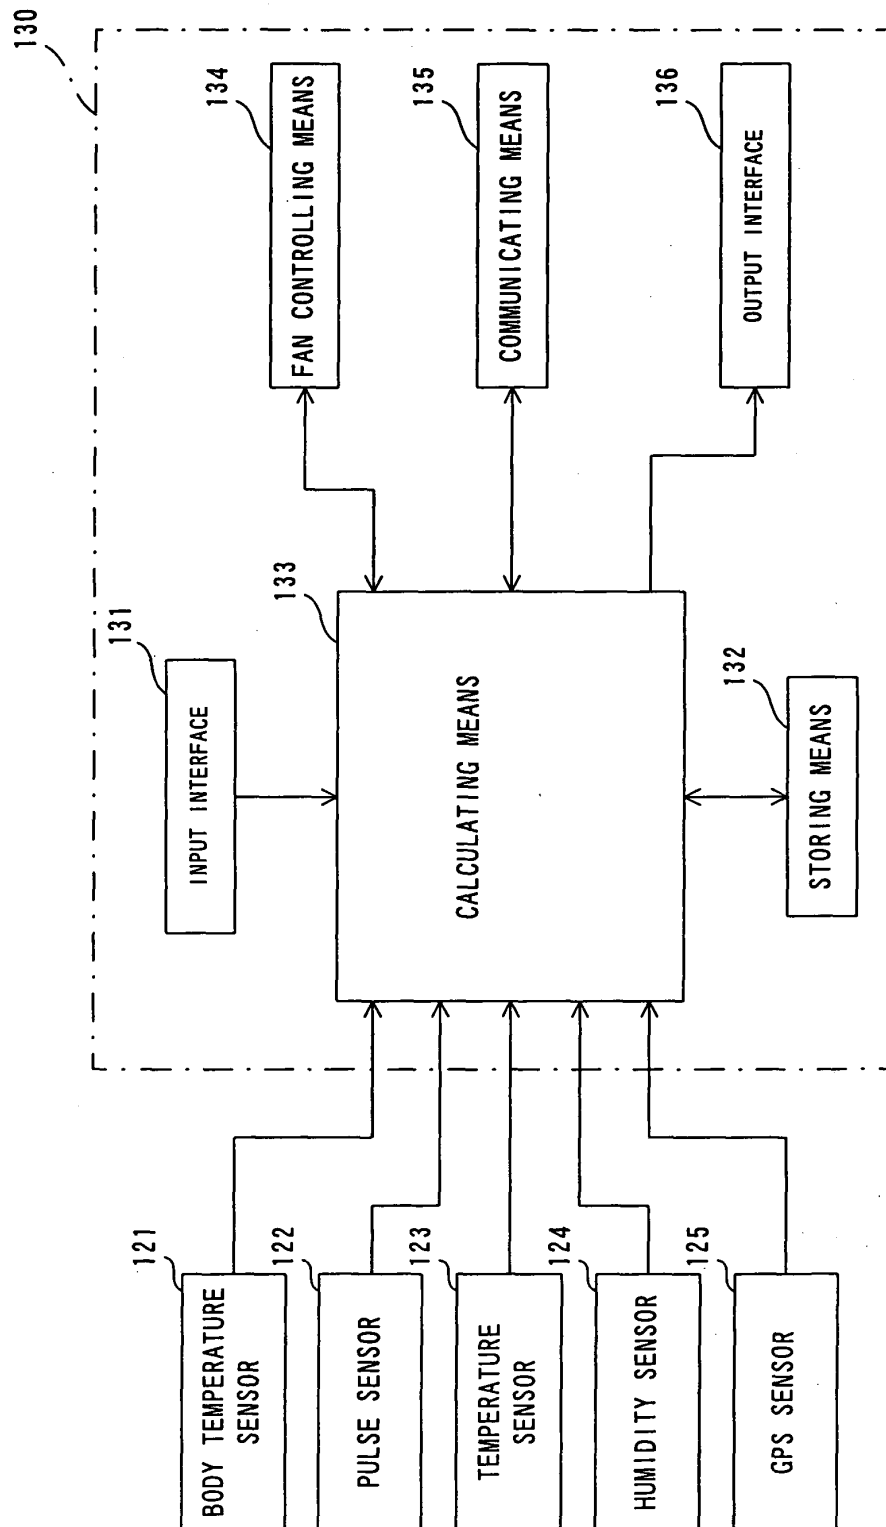 130
121
BODY TEMPERATURE
SENSOR
122
PULSE SENSOR
123
TEMPERATURE
SENSOR
124
HUMIDITY SENSOR
125
GPS SENSOR
131
INPUT INTERFACE
133
CALCULATING MEANS
132
STORING MEANS
134
FAN CONTROLLING MEANS
135
COMMUNICATING MEANS
136
OUTPUT INTERFACE